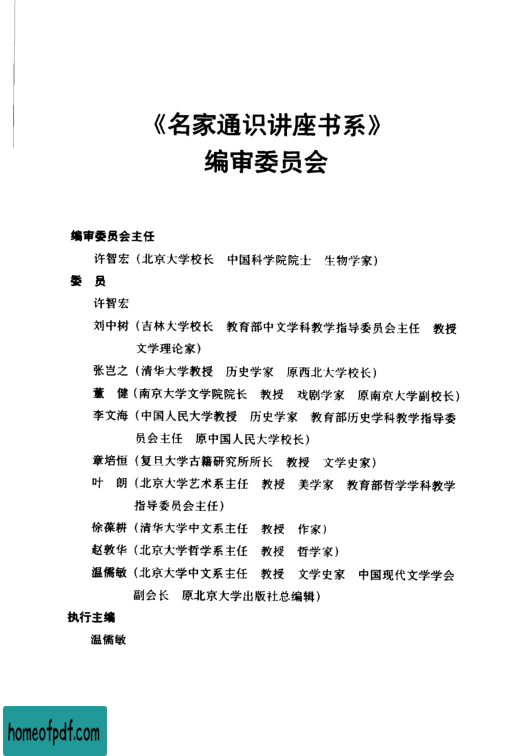 《名家通识讲座书系》
编审委员会
编审委员会主任
许智宏(北京大学校长 中国科学院院士 生物学家)
委 员
许智宏
刘中树(吉林大学校长 教育部中文学科教学指导委员会主任 教授
文学理论家)
张岂之(清华大学教授 历史学家 原西北大学校长)
董 健(南京大学文学院院长 教授 戏剧学家 原南京大学副校长)
李文海(中国人民大学教授 历史学家 教育部历史学科教学指导委
员会主任 原中国人民大学校长)
章培恒(复旦大学古籍研究所所长 教授 文学史家)
叶 朗(北京大学艺术系主任 教授 美学家 教育部哲学学科教学
指导委员会主任)
徐葆耕(清华大学中文系主任 教授 作家)
赵敦华(北京大学哲学系主任 教授 哲学家)
温儒敏(北京大学中文系主任 教授 文学史家 中国现代文学学会
副会长 原北京大学出版社总编辑)
执行主编
温儒敏
homeofpdf.com